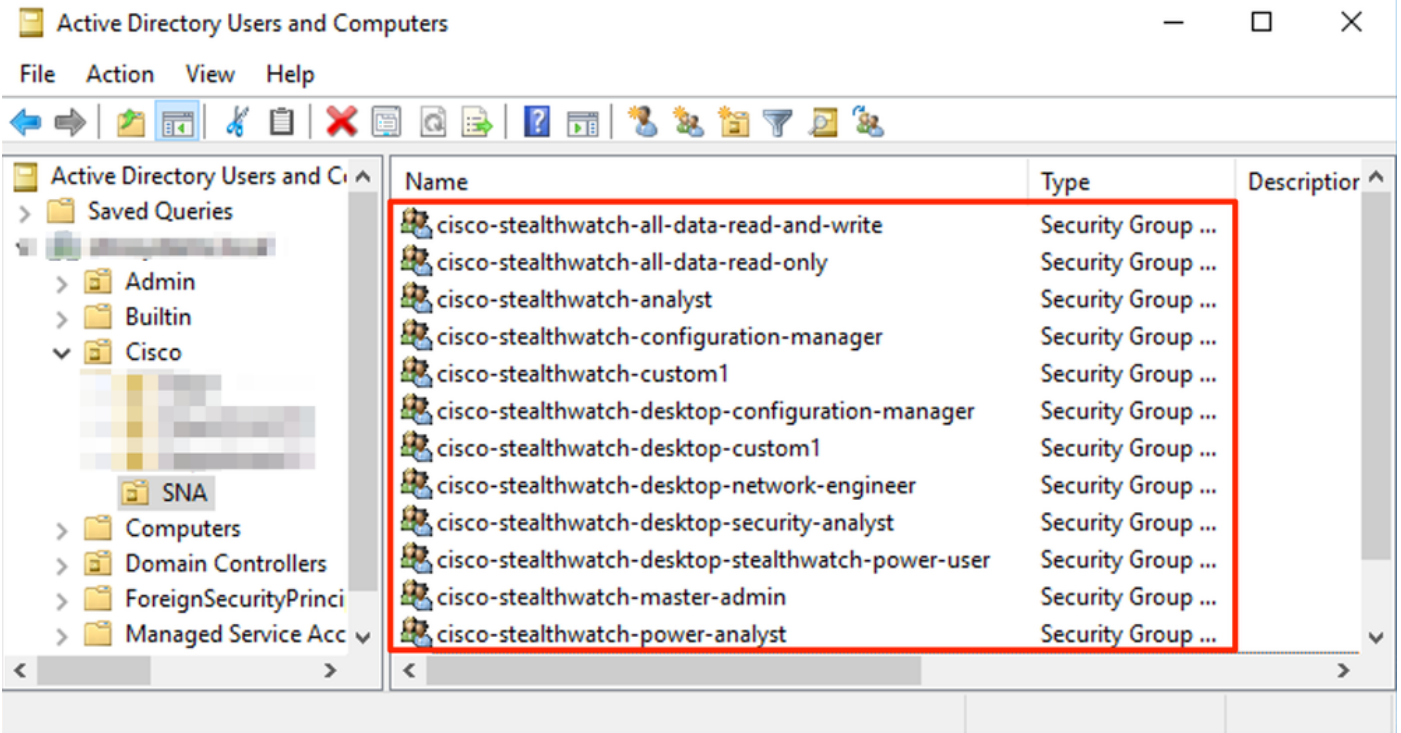 Active Directory Users and Computers
File Action View Help
Active Directory Users and C
Saved Queries
Admin
Builtin
Cisco
SNA
Computers
Domain Controllers
ForeignSecurityPrinci
Managed Service Acc
Name Type Description
cisco-stealthwatch-all-data-read-and-write Security Group ...
cisco-stealthwatch-all-data-read-only Security Group ...
cisco-stealthwatch-analyst Security Group ...
cisco-stealthwatch-configuration-manager Security Group ...
cisco-stealthwatch-custom1 Security Group ...
cisco-stealthwatch-desktop-configuration-manager Security Group ...
cisco-stealthwatch-desktop-custom1 Security Group ...
cisco-stealthwatch-desktop-network-engineer Security Group ...
cisco-stealthwatch-desktop-security-analyst Security Group ...
cisco-stealthwatch-desktop-stealthwatch-power-user Security Group ...
cisco-stealthwatch-master-admin Security Group ...
cisco-stealthwatch-power-analyst Security Group ...